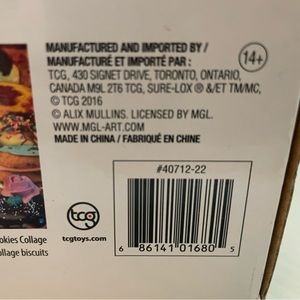 MANUFACTURED AND IMPORTED BY /
MANUFACTURÉ ET IMPORTÉ PAR :
TCG, 430 SIGNET DRIVE, TORONTO, ONTARIO,
CANADA M9L 2T6 TCG, SURE-LOX ® &/ET TM/MC,
© TCG 2016
© ALIX MULLINS. LICENSED BY MGL.
WWW.MGL-ART.COM
MADE IN CHINA / FABRIQUÉ EN CHINE
14+
#40712-22
tcg
tcgtoys.com
6 86141 01680 5
okies Collage
ollage biscuits